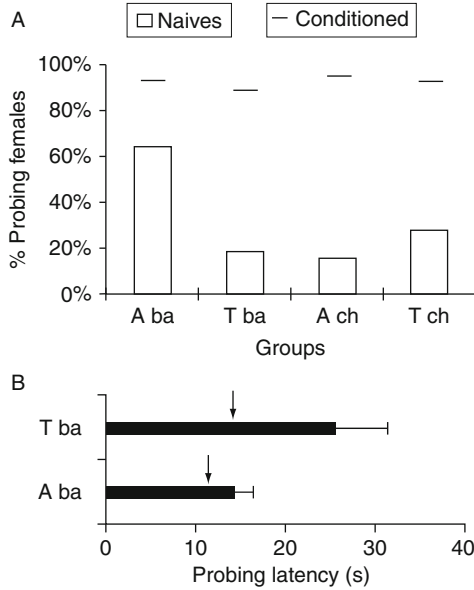 A
Naives
Conditioned
100%
80%
60%
40%
20%
0%
% Probing females
A ba
T ba
A ch
T ch
Groups
B
T ba
A ba
0
10
20
30
40
Probing latency (s)